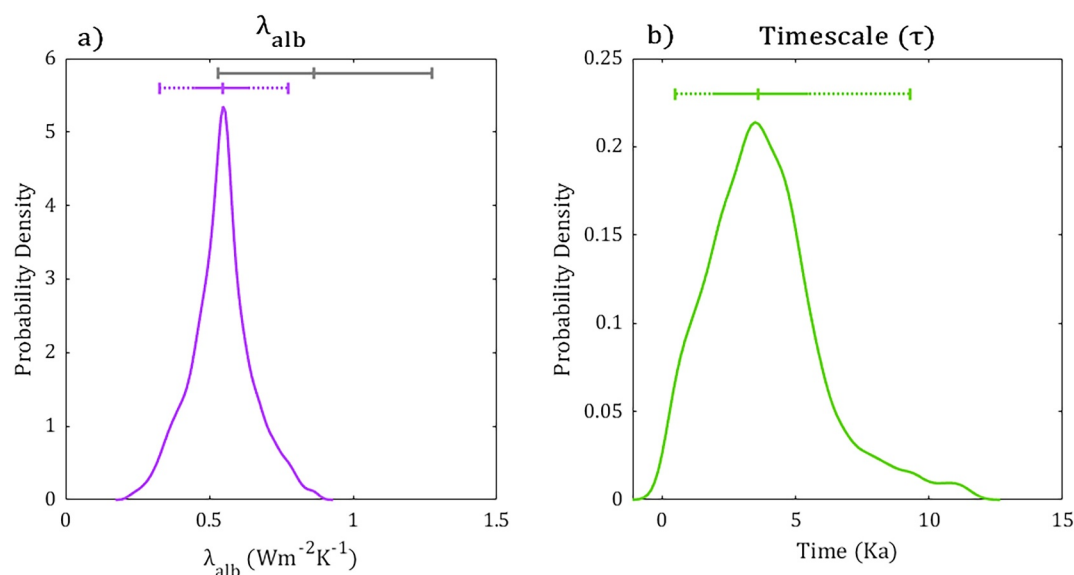 a)
λalb
6
5
4
3
2
1
0
Probability Density
0 0.5 1 1.5
λalb (Wm⁻²K⁻¹)
b)
Timescale (τ)
0.25
0.2
0.15
0.1
0.05
0
Probability Density
0 5 10 15
Time (Ka)